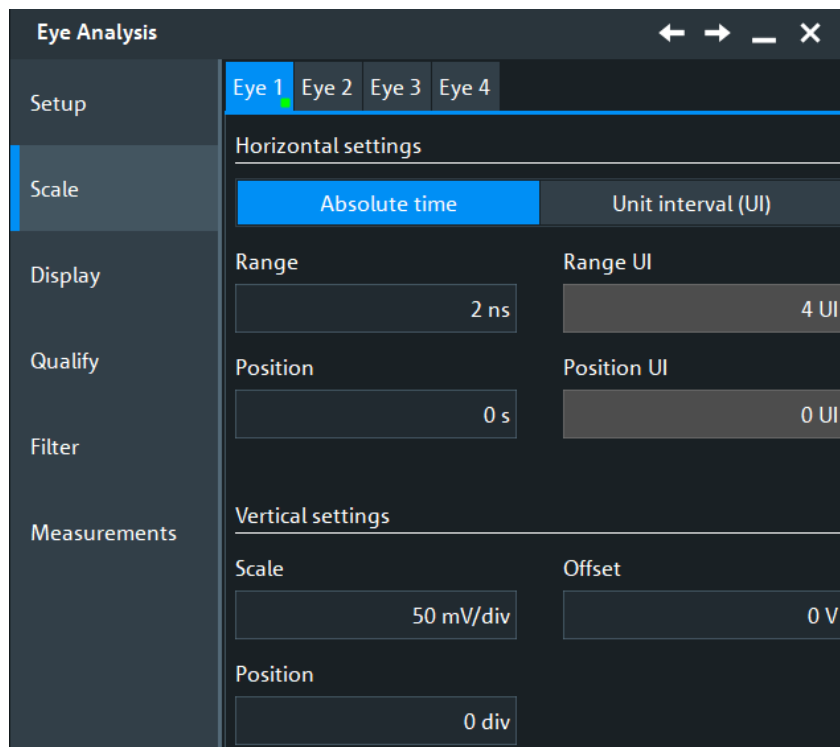 Eye Analysis
Setup
Scale
Display
Qualify
Filter
Measurements
Eye 1 Eye 2 Eye 3 Eye 4
Horizontal settings
Absolute time Unit interval (UI)
Range Range UI
2 ns 4 UI
Position Position UI
0 s 0 UI
Vertical settings
Scale Offset
50 mV/div 0 V
Position
0 div